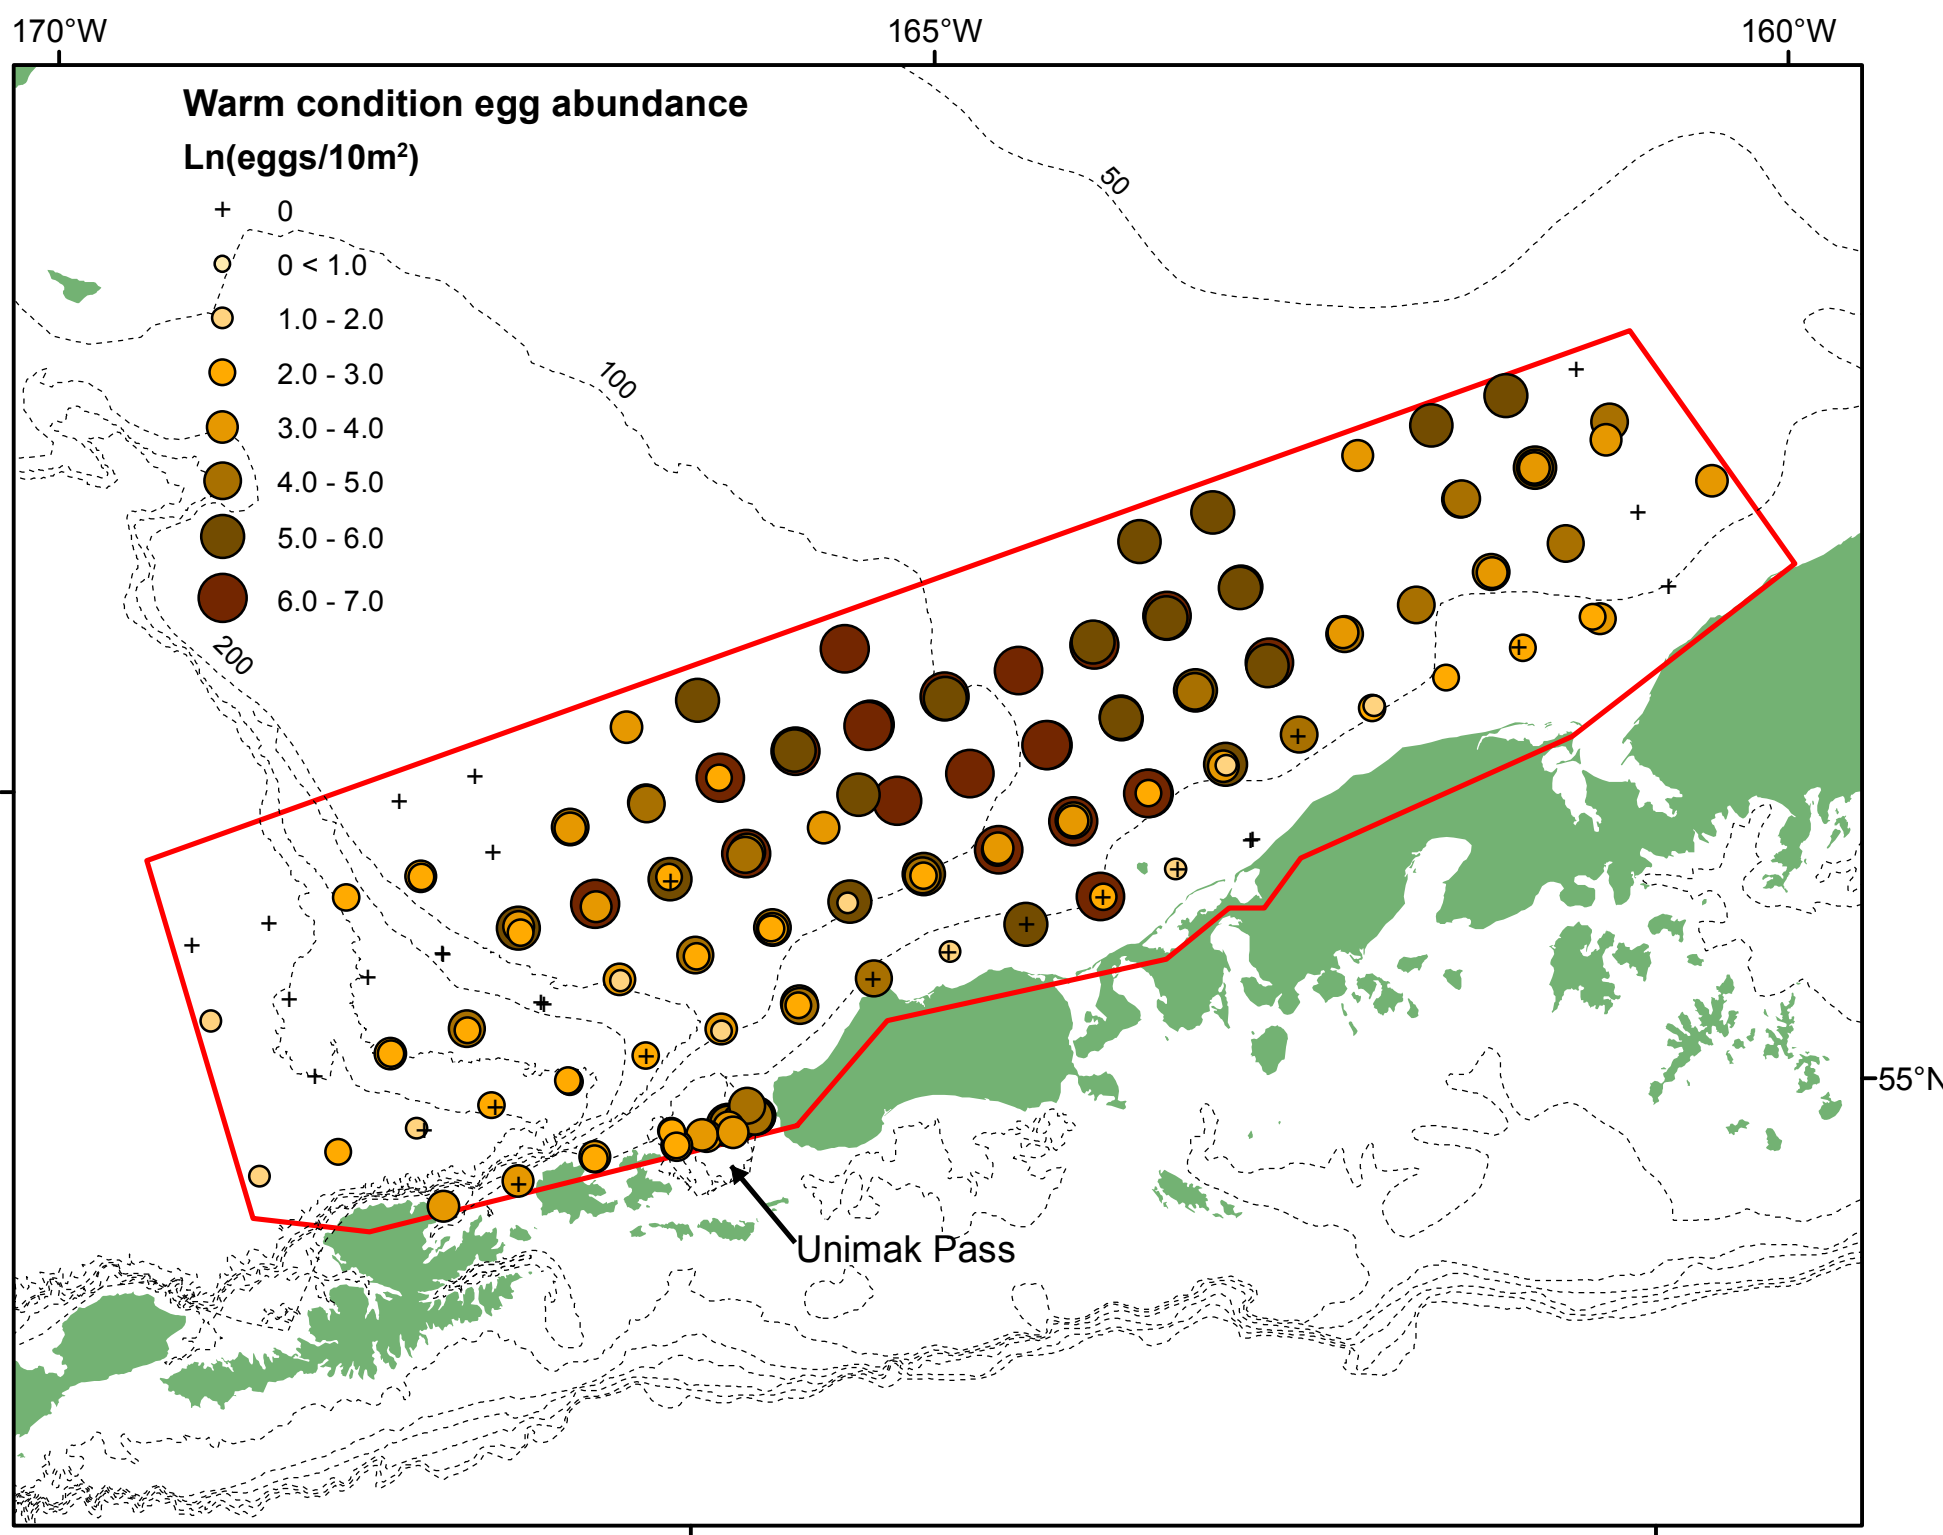 170°W
165°W
160°W
Warm condition egg abundance
Ln(eggs/10m²)
0
0 < 1.0
1.0 - 2.0
2.0 - 3.0
3.0 - 4.0
4.0 - 5.0
5.0 - 6.0
6.0 - 7.0
50
100
200
55°N
Unimak Pass